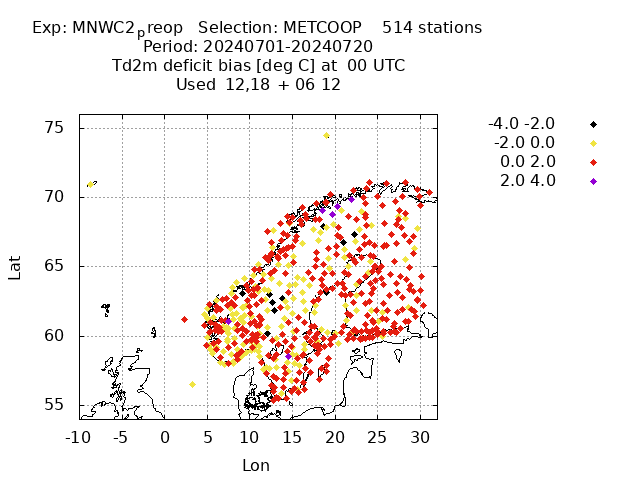 Exp: MNWC2preop   Selection: METCOOP    514 stations
Period: 20240701-20240720
Td2m deficit bias [deg C] at  00 UTC
Used  12,18 + 06 12
-4.0 -2.0
-2.0 0.0
0.0 2.0
2.0 4.0
75
70
65
60
55
Lat
-10 -5 0 5 10 15 20 25 30
Lon